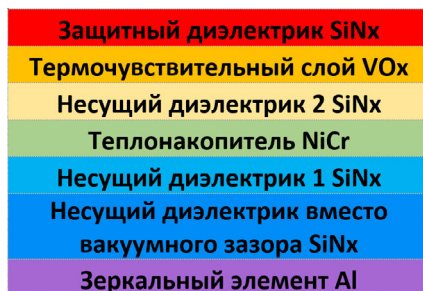 Защитный диэлектрик SiNx
Термочувствительный слой VOx
Несущий диэлектрик 2 SiNx
Теплонакопитель NiCr
Несущий диэлектрик 1 SiNx
Несущий диэлектрик вместо
вакуумного зазора SiNx
Зеркальный элемент Al